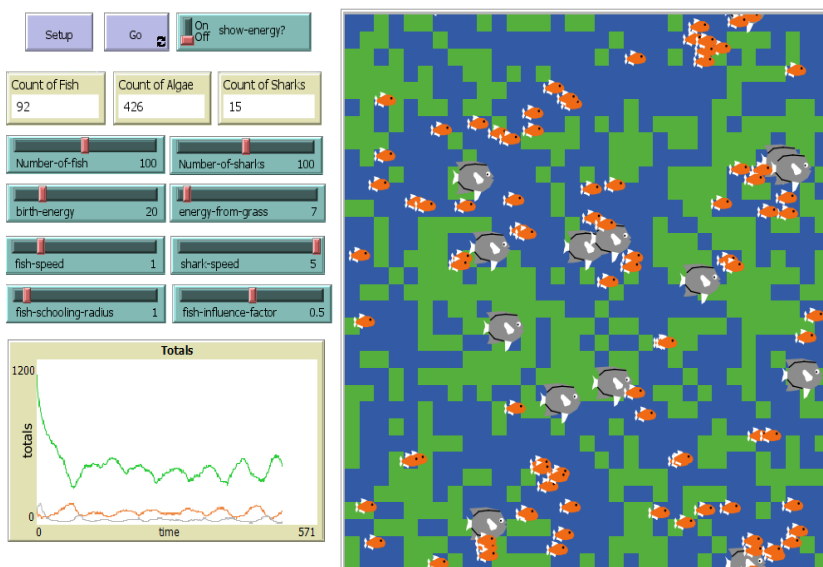 Setup
Go
On
Off
show-energy?
Count of Fish
92
Count of Algae
426
Count of Sharks
15
Number-of-fish 100
Number-of-sharks 100
birth-energy 20
energy-from-grass 7
fish-speed 1
shark-speed 5
fish-schooling-radius 1
fish-influence-factor 0.5
Totals
1200
totals
0
0
time
571